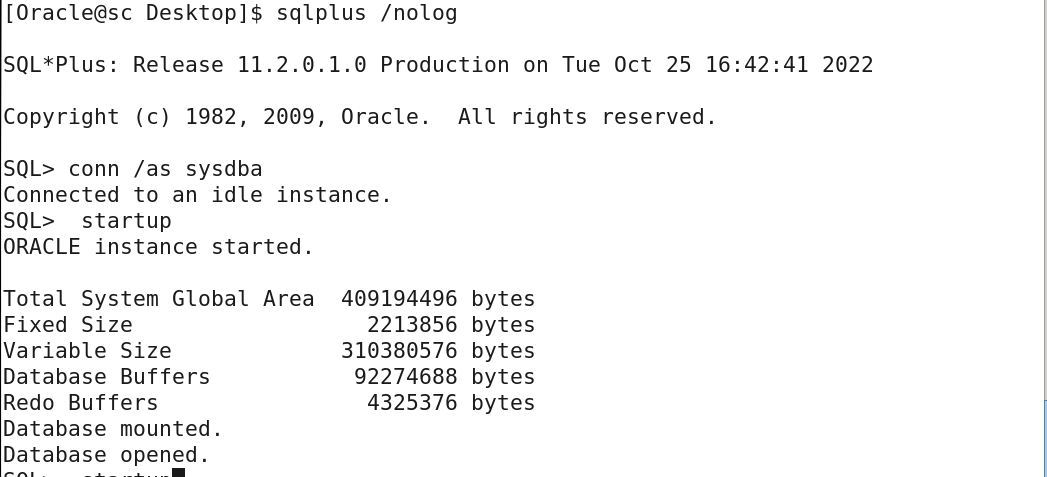 [Oracle@sc Desktop]$ sqlplus /nolog
SQL*Plus: Release 11.2.0.1.0 Production on Tue Oct 25 16:42:41 2022
Copyright (c) 1982, 2009, Oracle.  All rights reserved.
SQL> conn /as sysdba
Connected to an idle instance.
SQL>  startup
ORACLE instance started.
Total System Global Area  409194496 bytes
Fixed Size                  2213856 bytes
Variable Size             310380576 bytes
Database Buffers           92274688 bytes
Redo Buffers                4325376 bytes
Database mounted.
Database opened.
SQL>  startup